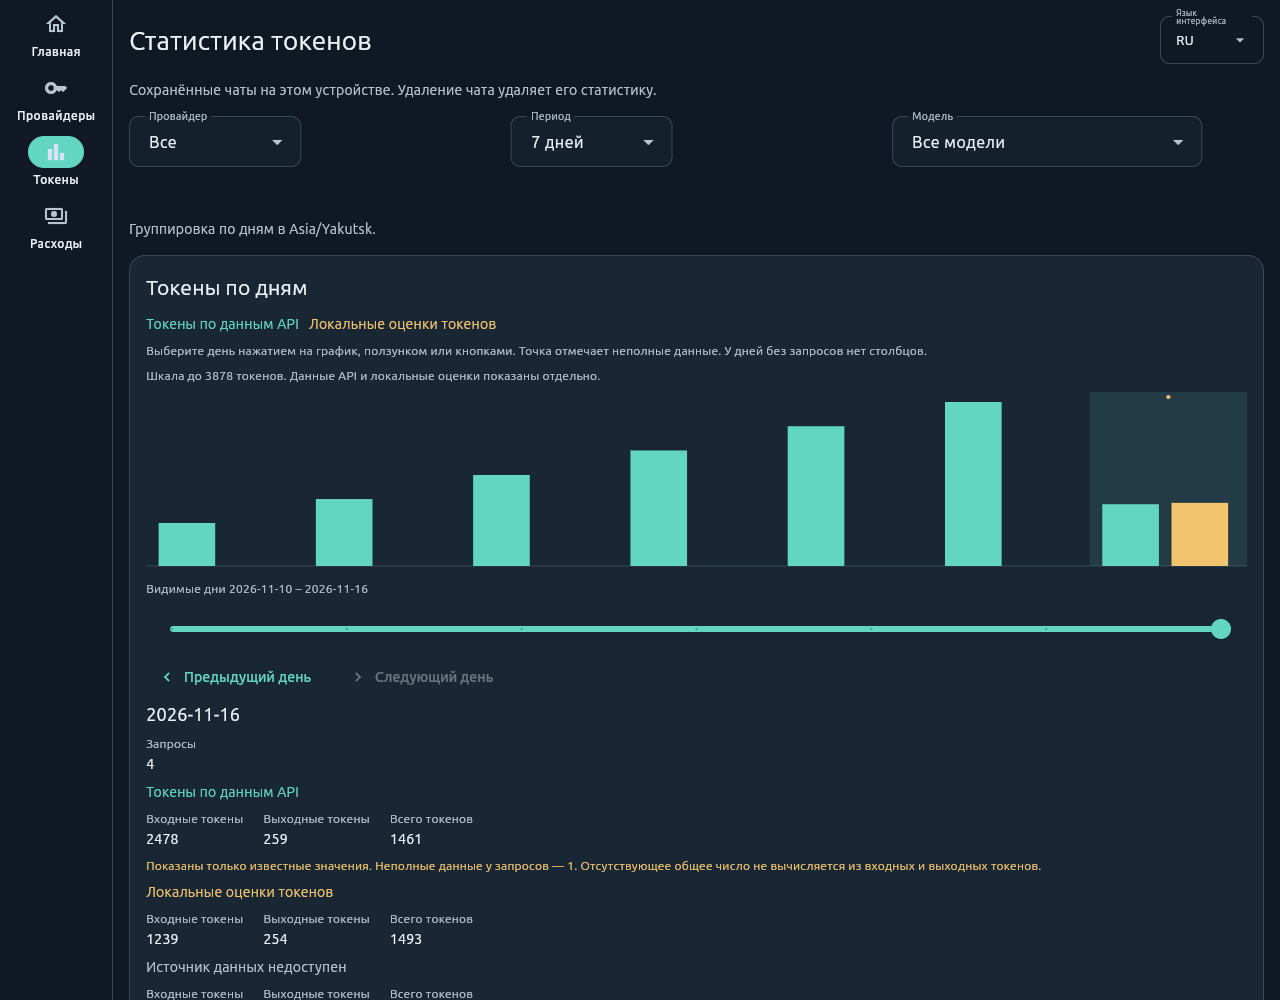 Главная
Провайдеры
Токены
Расходы
Статистика токенов
Язык
интерфейса
RU
Сохранённые чаты на этом устройстве. Удаление чата удаляет его статистику.
Провайдер
Все
Период
7 дней
Модель
Все модели
Группировка по дням в Asia/Yakutsk.
Токены по дням
Токены по данным API Локальные оценки токенов
Выберите день нажатием на график, ползунком или кнопками. Точка отмечает неполные данные. У дней без запросов нет столбцов.
Шкала до 3878 токенов. Данные API и локальные оценки показаны отдельно.
Видимые дни 2026-11-10 – 2026-11-16
Предыдущий день Следующий день
2026-11-16
Запросы
4
Токены по данным API
Входные токены Выходные токены Всего токенов
2478 259 1461
Показаны только известные значения. Неполные данные у запросов — 1. Отсутствующее общее число не вычисляется из входных и выходных токенов.
Локальные оценки токенов
Входные токены Выходные токены Всего токенов
1239 254 1493
Источник данных недоступен
Входные токены Выходные токены Всего токенов